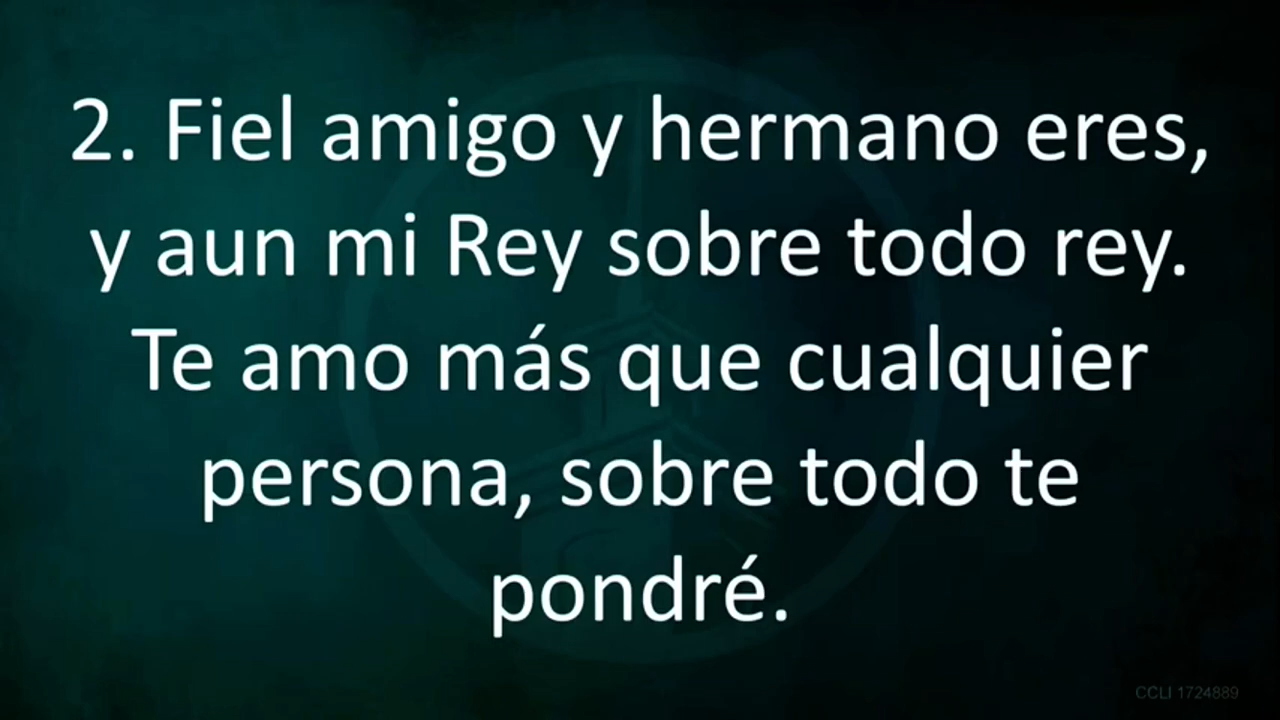 2. Fiel amigo y hermano eres,
y aun mi Rey sobre todo rey.
Te amo más que cualquier
persona, sobre todo te
pondré.
CCLI 1724889